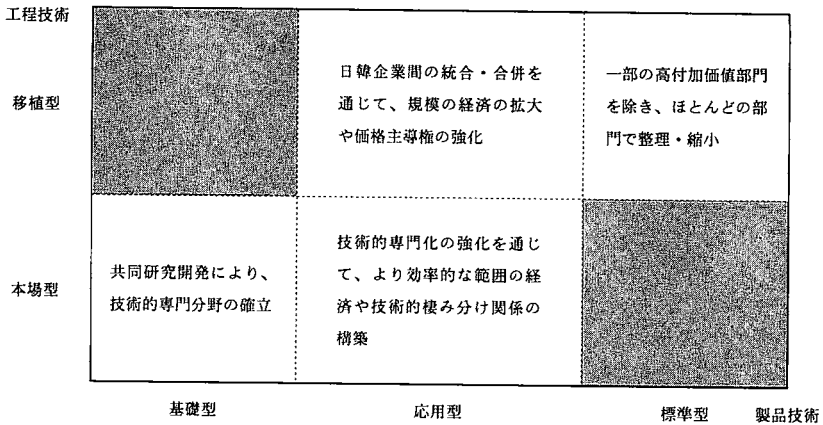 工程技術
移植型
日韓企業間の統合・合併を
通じて、規模の経済の拡大
や価格主導権の強化
一部の高付加価値部門
を除き、ほとんどの部
門で整理・縮小
本場型
共同研究開発により、
技術的専門分野の確立
技術的専門化の強化を通じ
て、より効率的な範囲の経
済や技術的棲み分け関係の
構築
基礎型
応用型
標準型
製品技術